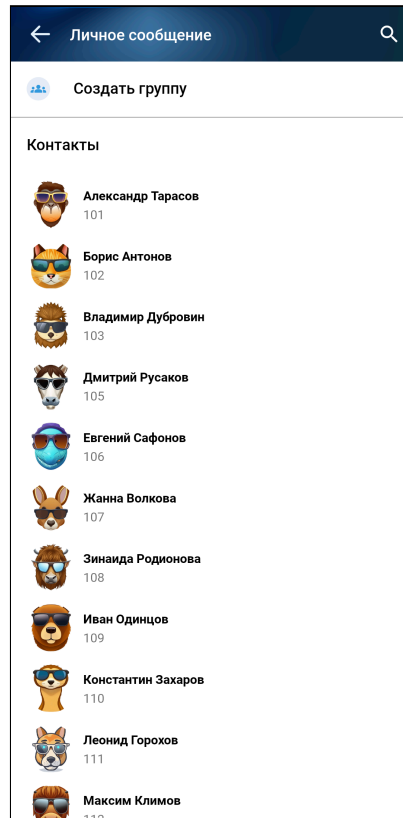 Личное сообщение
Создать группу
Контакты
Александр Тарасов
101
Борис Антонов
102
Владимир Дубровин
103
Дмитрий Русаков
105
Евгений Сафонов
106
Жанна Волкова
107
Зинаида Родионова
108
Иван Одинцов
109
Константин Захаров
110
Леонид Горохов
111
Максим Климов